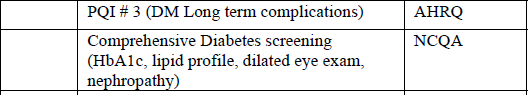 PQI # 3 (DM Long term complications) AHRQ
Comprehensive Diabetes screening NCQA
(HbA1c, lipid profile, dilated eye exam,
nephropathy)